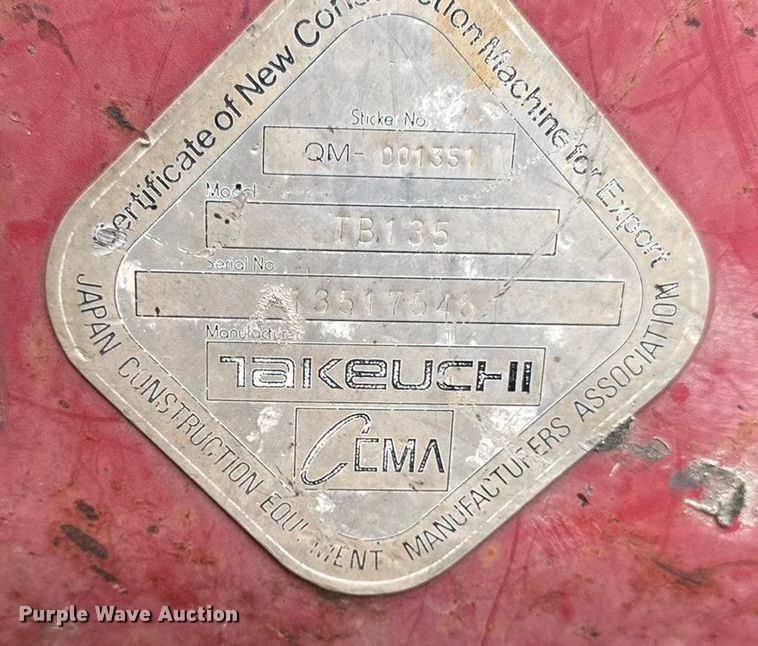 Certificate of New Construction Machine for Export
Sticker No.
QM- 001351
Model
TB135
Serial No.
13517545
Manufacturer
TAKEUCHI
CEMA
JAPAN CONSTRUCTION EQUIPMENT MANUFACTURERS ASSOCIATION
Purple Wave Auction